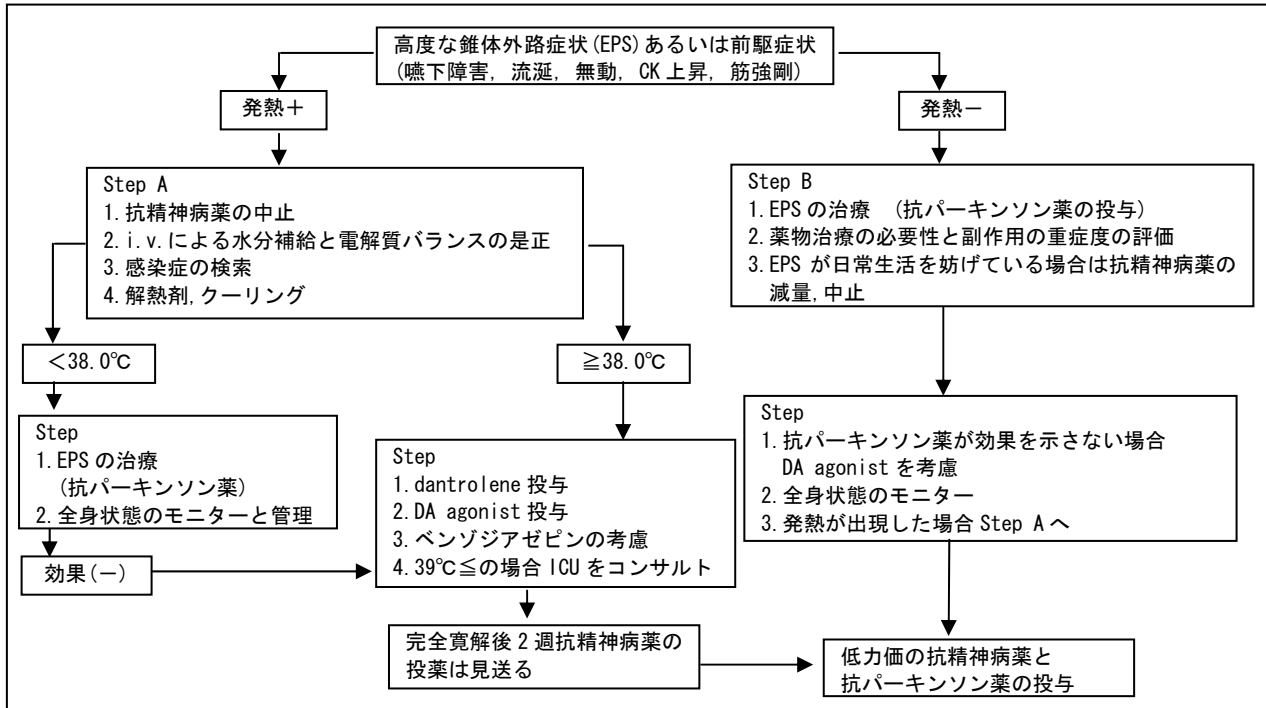 高度な錐体外路症状(EPS)あるいは前駆症状
(嚥下障害, 流涎, 無動, CK 上昇, 筋強剛)
発熱＋
発熱－
Step A
1.抗精神病薬の中止
2.i.v.による水分補給と電解質バランスの是正
3.感染症の検索
4.解熱剤,クーリング
Step B
1.EPS の治療 (抗パーキンソン薬の投与)
2.薬物治療の必要性と副作用の重症度の評価
3.EPS が日常生活を妨げている場合は抗精神病薬の
減量,中止
＜38.0℃
≧38.0℃
Step
1.EPS の治療
(抗パーキンソン薬)
2.全身状態のモニターと管理
効果(－)
Step
1.dantrolene 投与
2.DA agonist 投与
3.ベンゾジアゼピンの考慮
4.39℃≦の場合 ICU をコンサルト
Step
1.抗パーキンソン薬が効果を示さない場合
DA agonist を考慮
2.全身状態のモニター
3.発熱が出現した場合 Step A へ
完全寛解後 2 週抗精神病薬の
投薬は見送る
低力価の抗精神病薬と
抗パーキンソン薬の投与